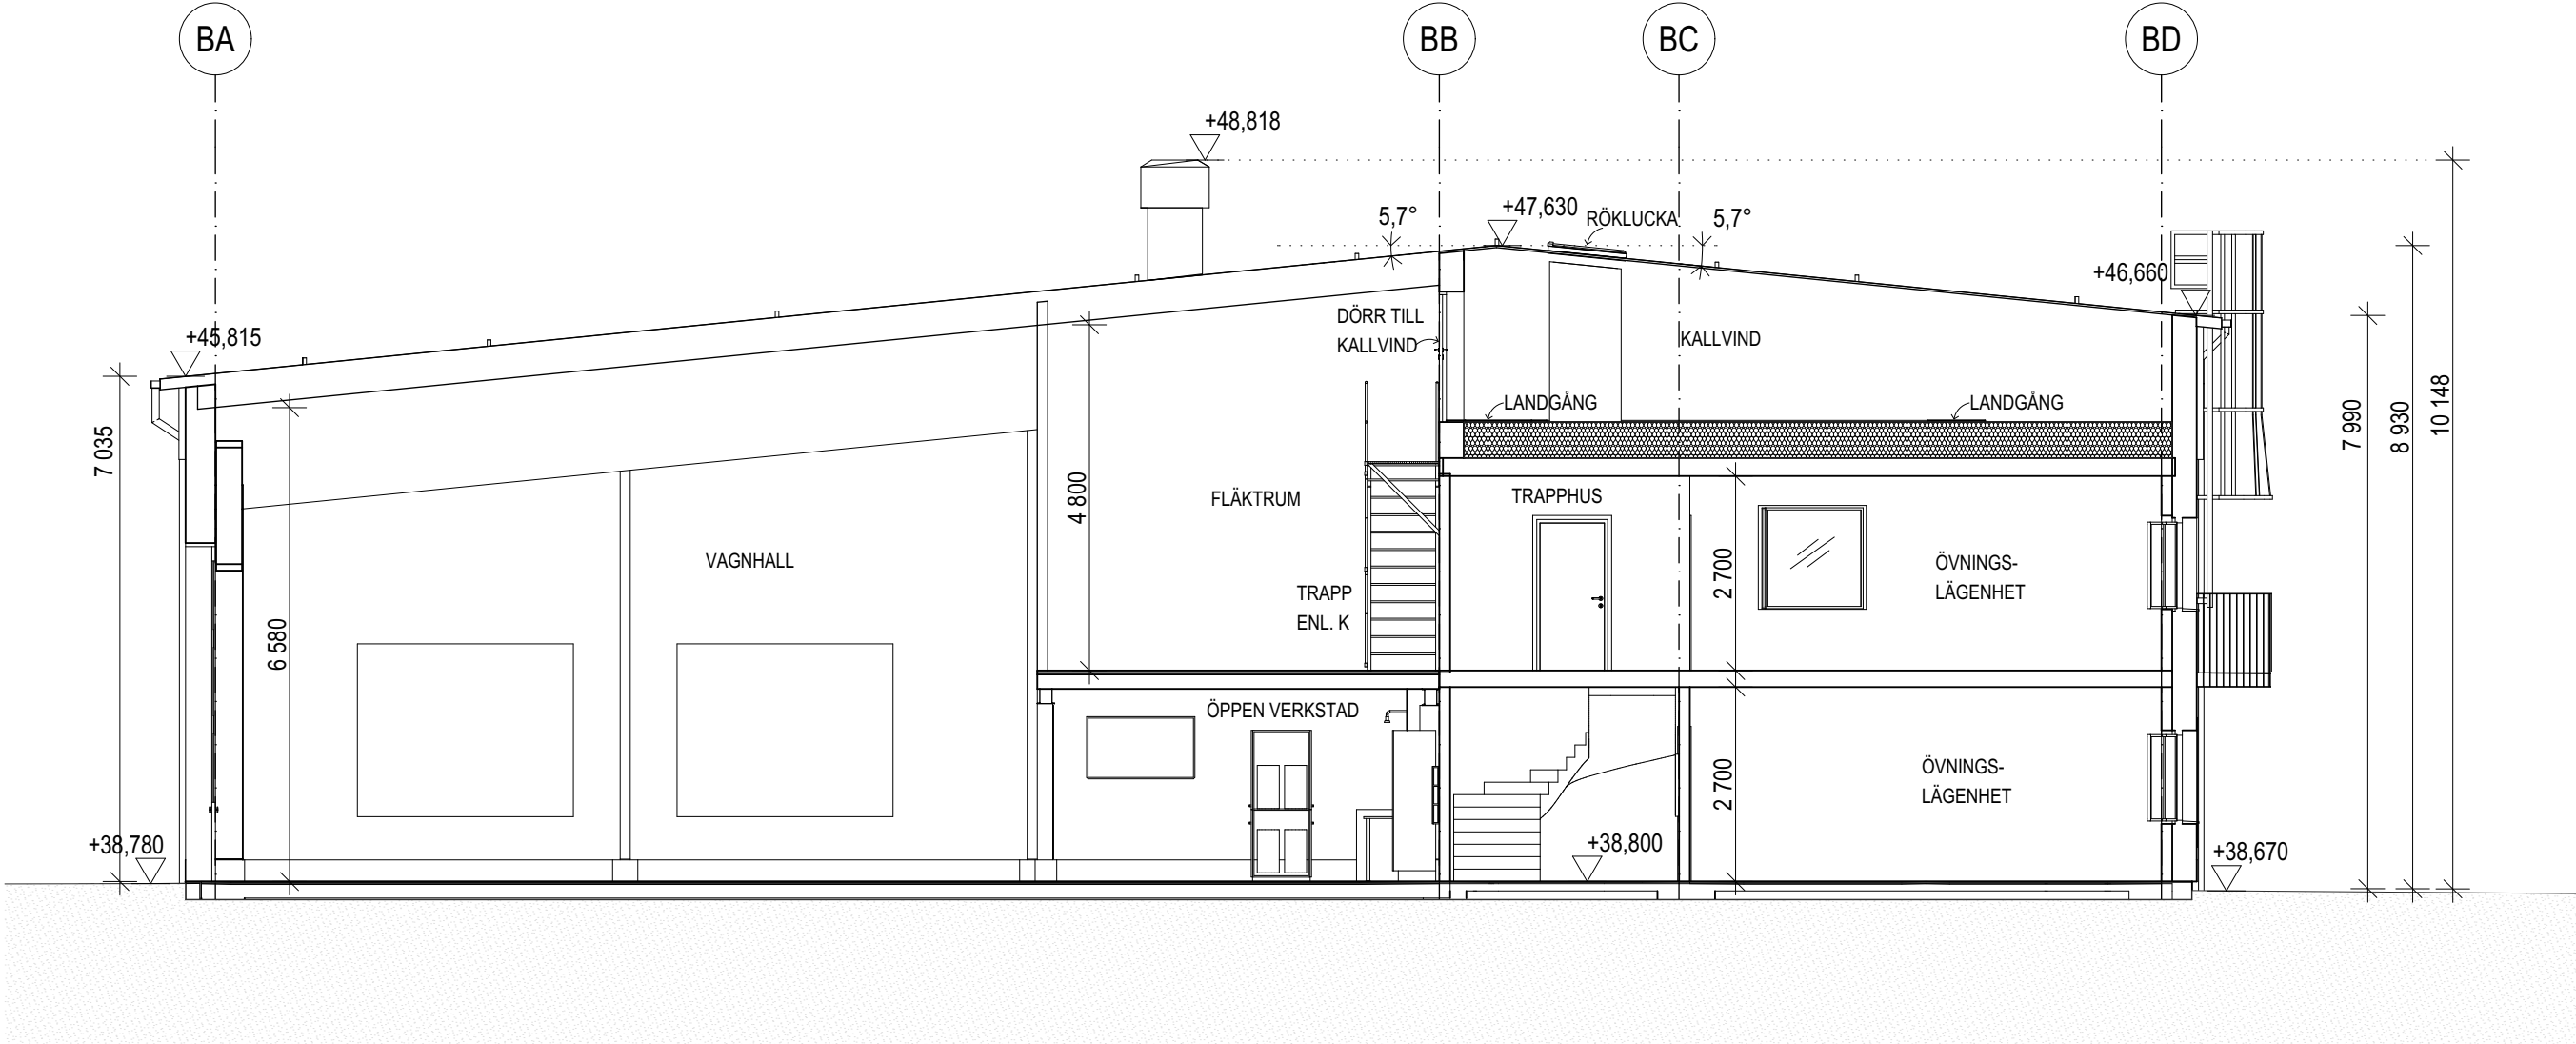 BA
BB
BC
BD
+48,818
5,7°
+47,630
RÖKLUCKA
5,7°
+46,660
+45,815
DÖRR TILL
KALLVIND
KALLVIND
LANDGÅNG
LANDGÅNG
7 035
6 580
4 800
FLÄKTRUM
TRAPPHUS
VAGNHALL
TRAPP
ENL. K
2 700
ÖVNINGS-
LÄGENHET
7 990
8 930
10 148
ÖPPEN VERKSTAD
2 700
ÖVNINGS-
LÄGENHET
+38,780
+38,800
+38,670